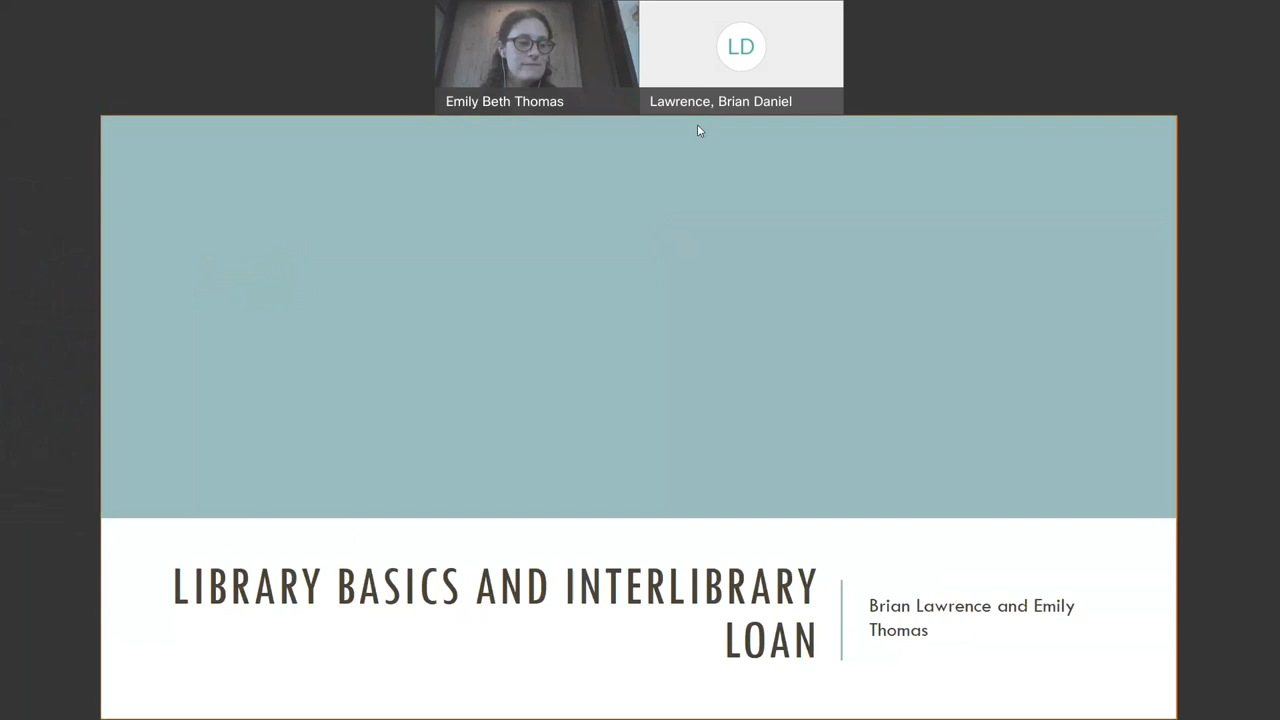 LD
Emily Beth Thomas
Lawrence, Brian Daniel
LIBRARY BASICS AND INTERLIBRARY
LOAN
Brian Lawrence and Emily
Thomas